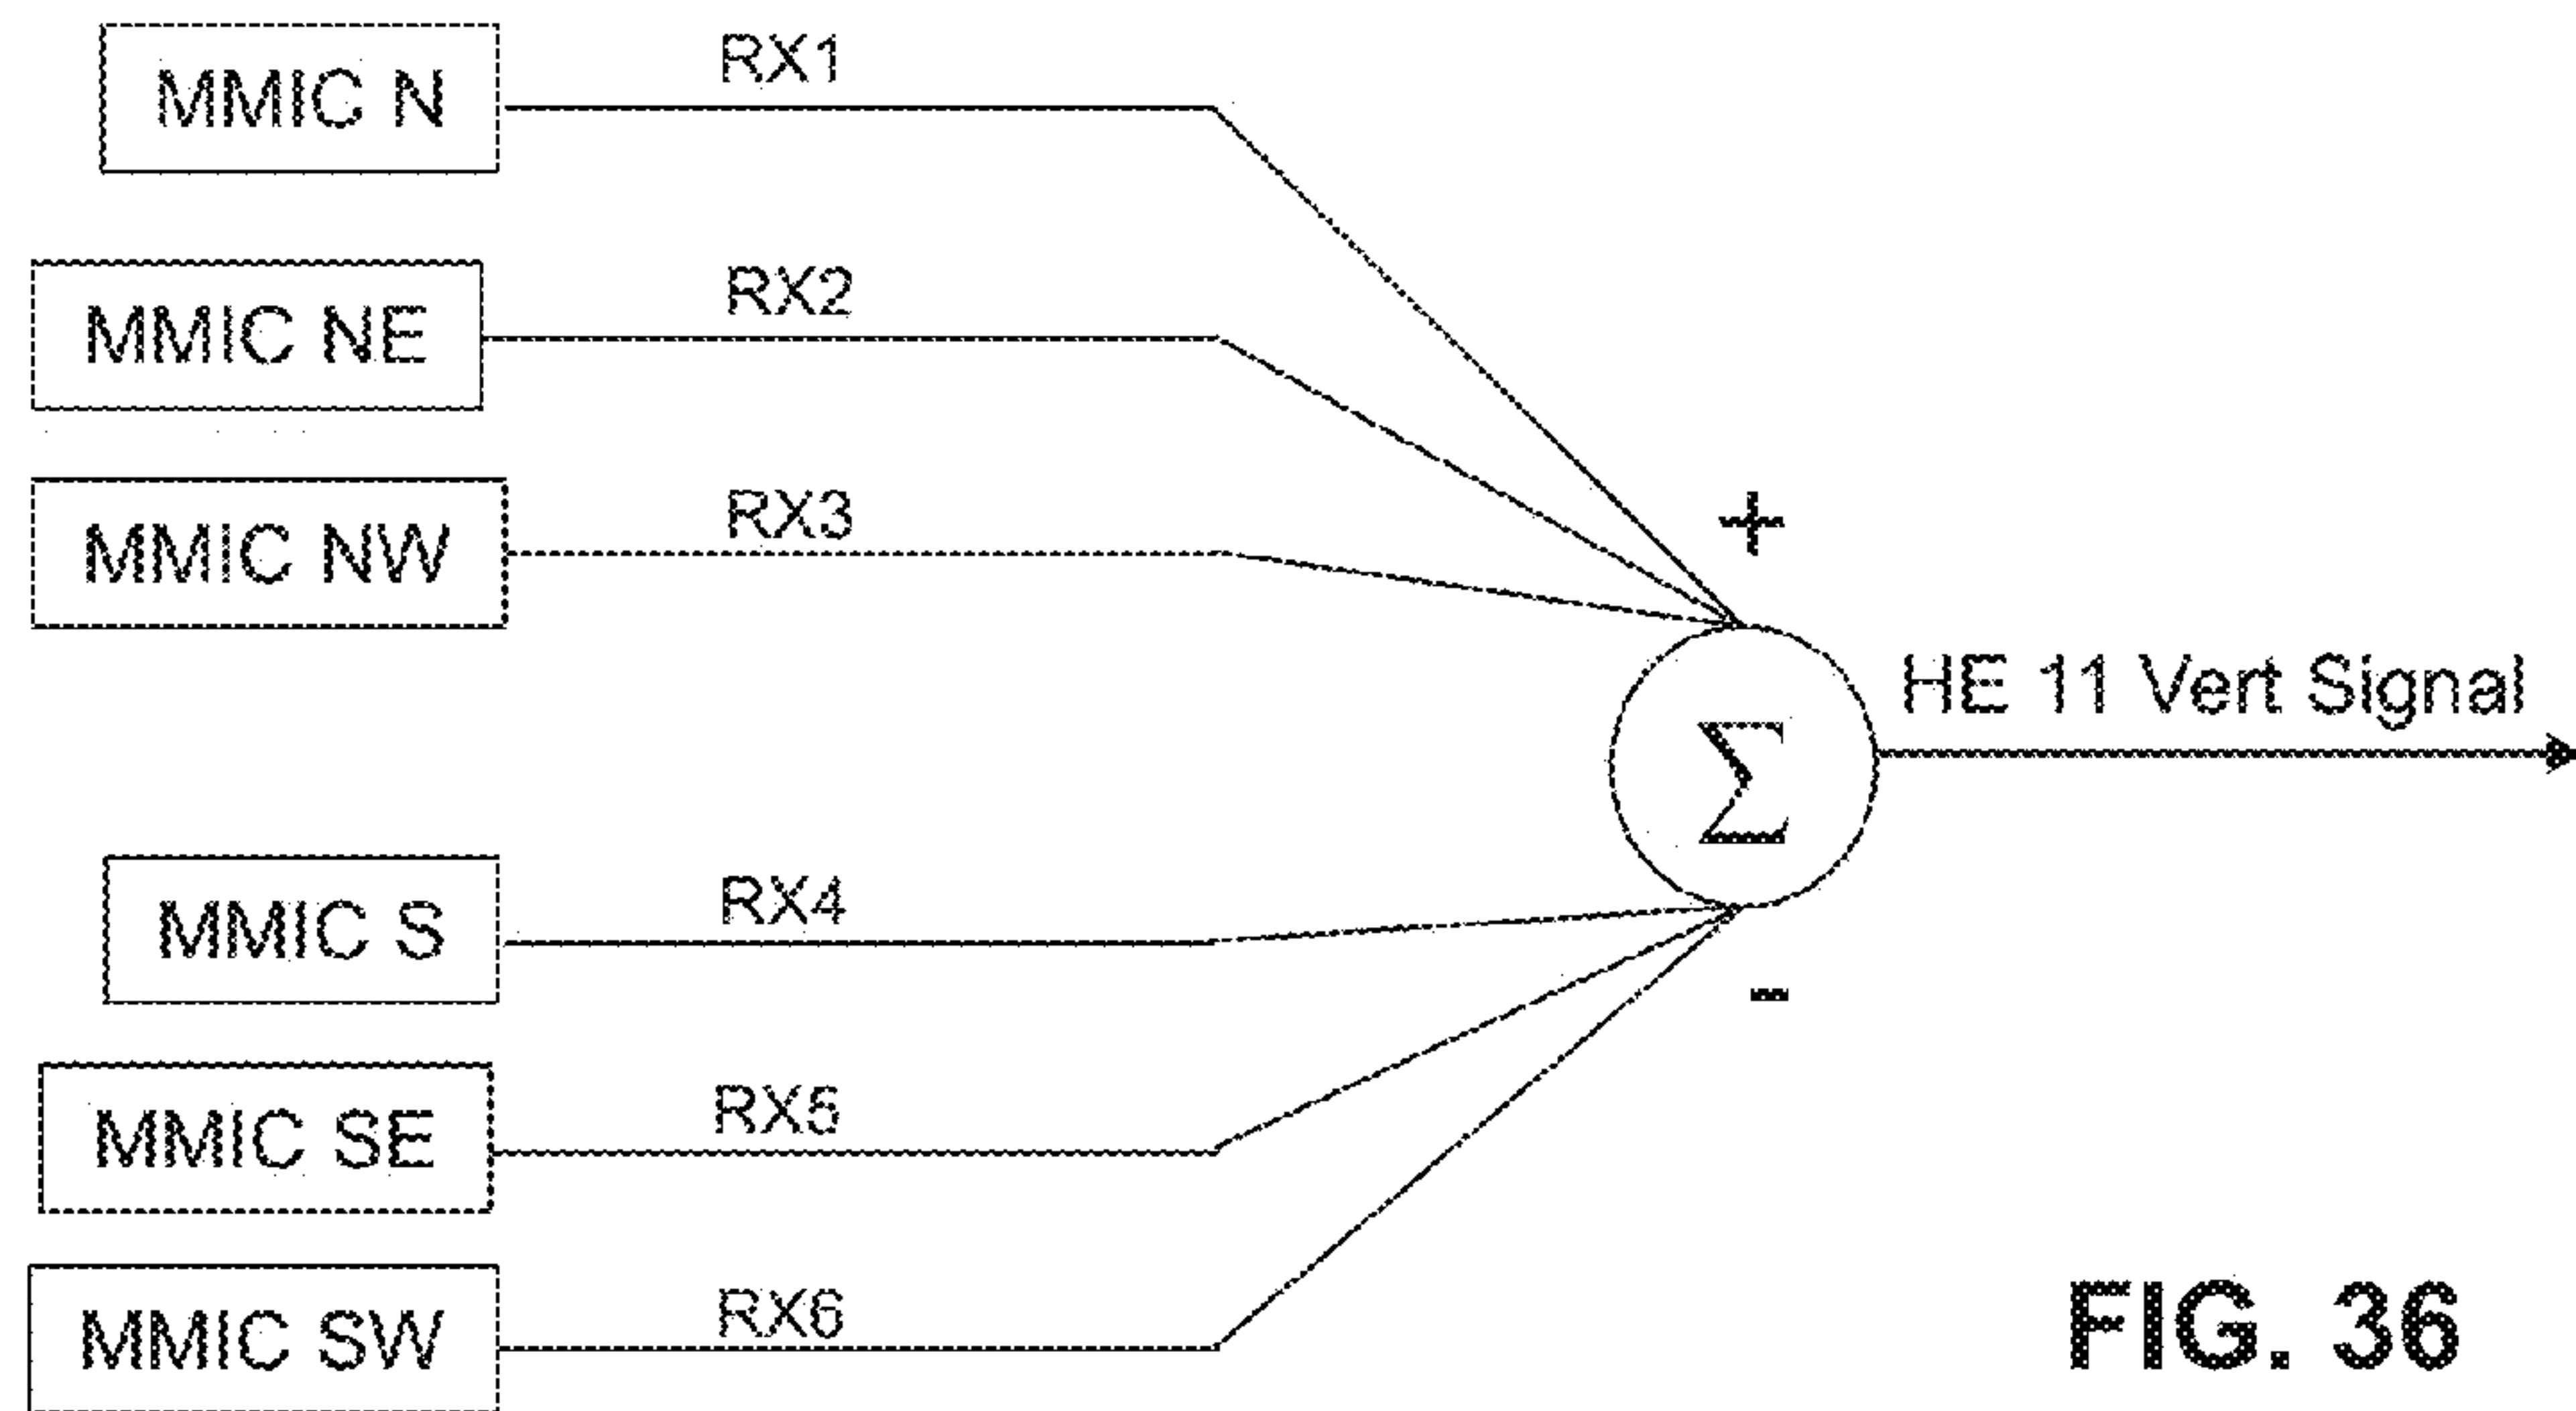 MMIC N
RX1
MMIC NE
RX2
MMIC NW
RX3
+
HE 11 Vert Signal
Σ
MMIC S
RX4
-
MMIC SE
RX5
MMIC SW
RX6
FIG. 36